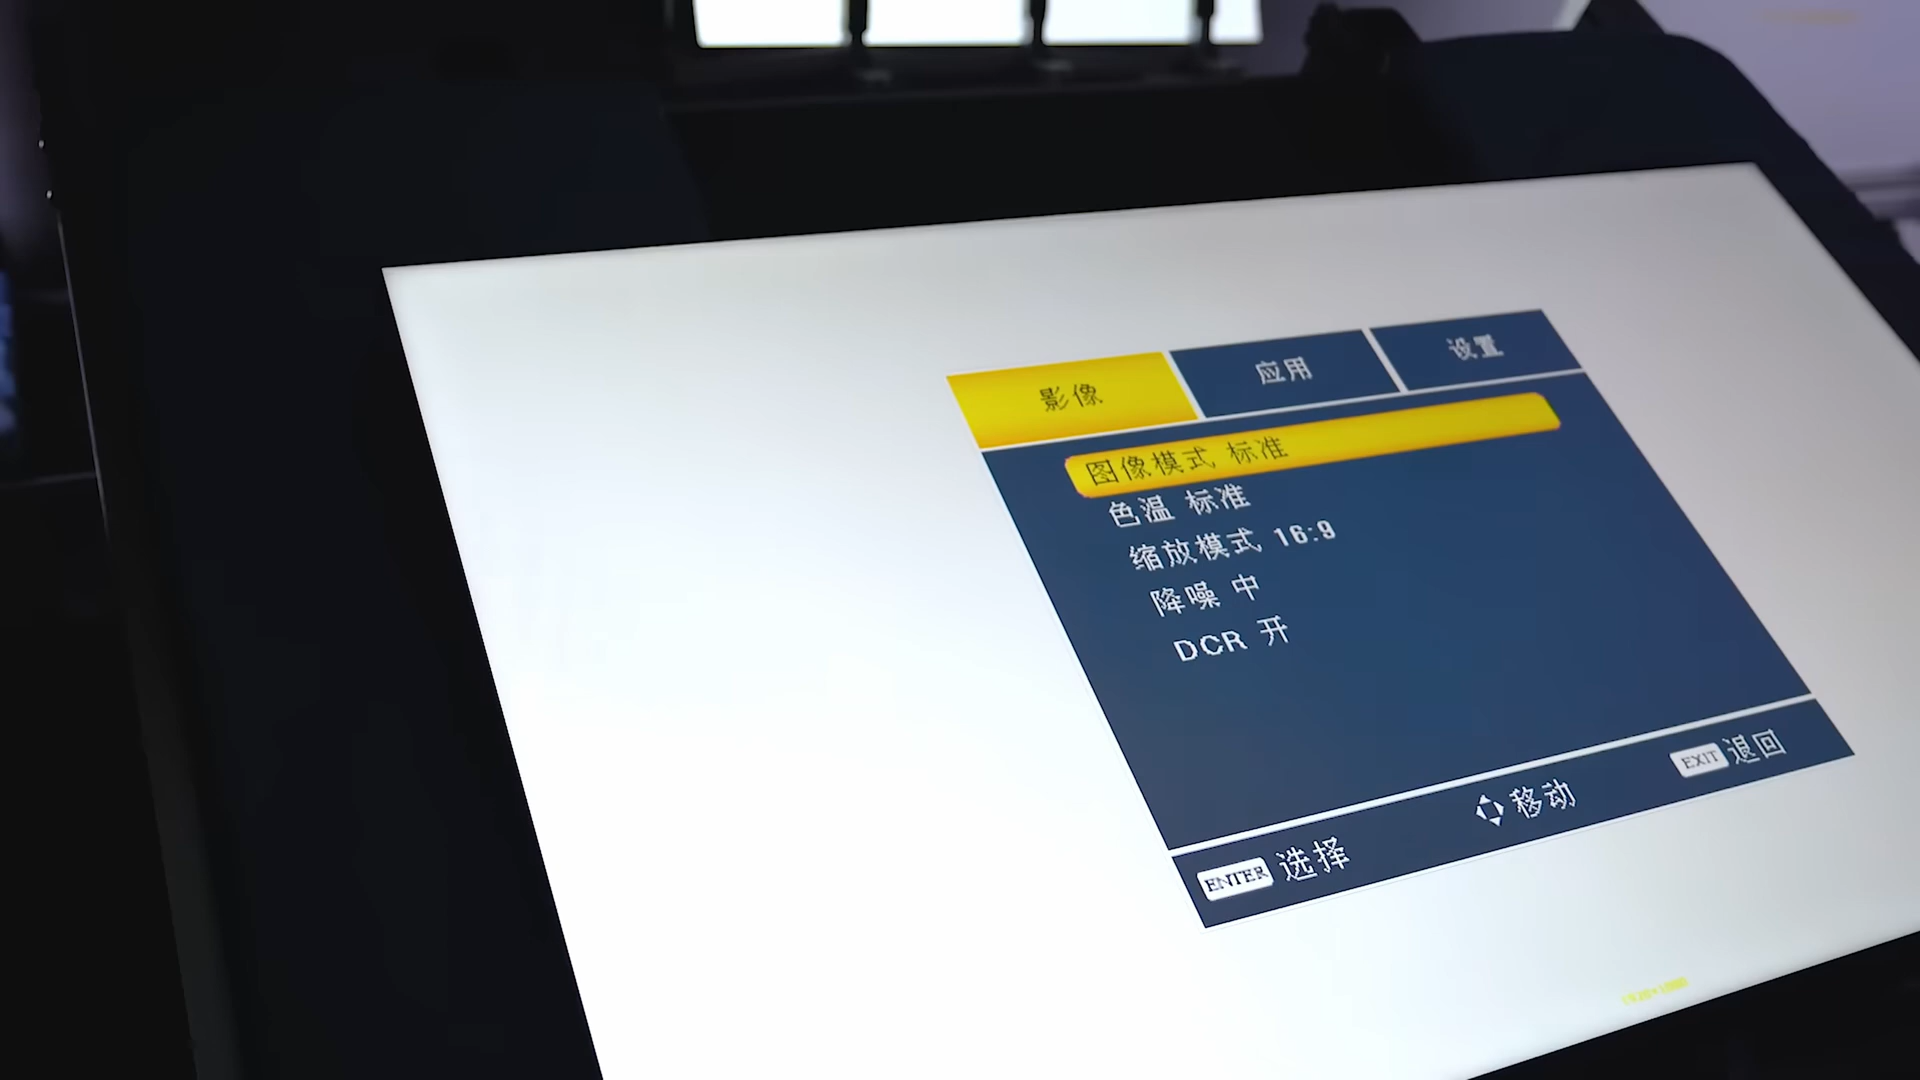 影像 应用 设置
图像模式 标准
色温 标准
缩放模式 16:9
降噪 中
DCR 开
ENTER 选择 移动 EXIT 退回